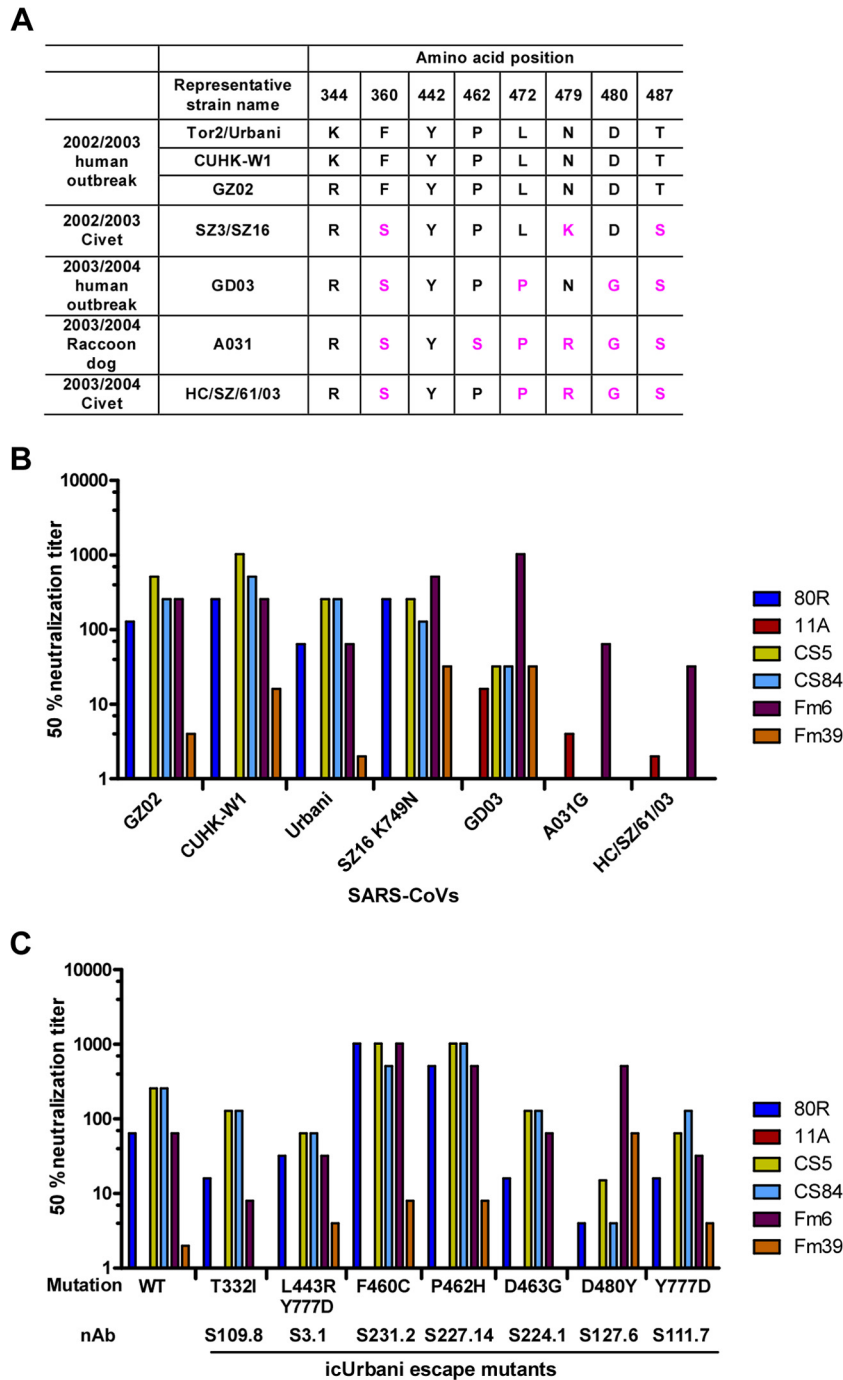 A
Amino acid position
Representative strain name 344 360 442 462 472 479 480 487
2002/2003 human outbreak Tor2/Urbani K F Y P L N D T
CUHK-W1 K F Y P L N D T
GZ02 R F Y P L N D T
2002/2003 Civet SZ3/SZ16 R S Y P L K D S
2003/2004 human outbreak GD03 R S Y P P N G S
2003/2004 Raccoon dog A031 R S Y S P R G S
2003/2004 Civet HC/SZ/61/03 R S Y P P R G S
B
50 % neutralization titer
10000
1000
100
10
1
GZ02
CUHK-W1
Urbani
SZ16 K749N
GD03
A031G
HC/SZ/61/03
SARS-CoVs
80R
11A
CS5
CS84
Fm6
Fm39
C
50 % neutralization titer
10000
1000
100
10
1
Mutation WT T332I L443R Y777D F460C P462H D463G D480Y Y777D
nAb S109.8 S3.1 S231.2 S227.14 S224.1 S127.6 S111.7
icUrbani escape mutants
80R
11A
CS5
CS84
Fm6
Fm39